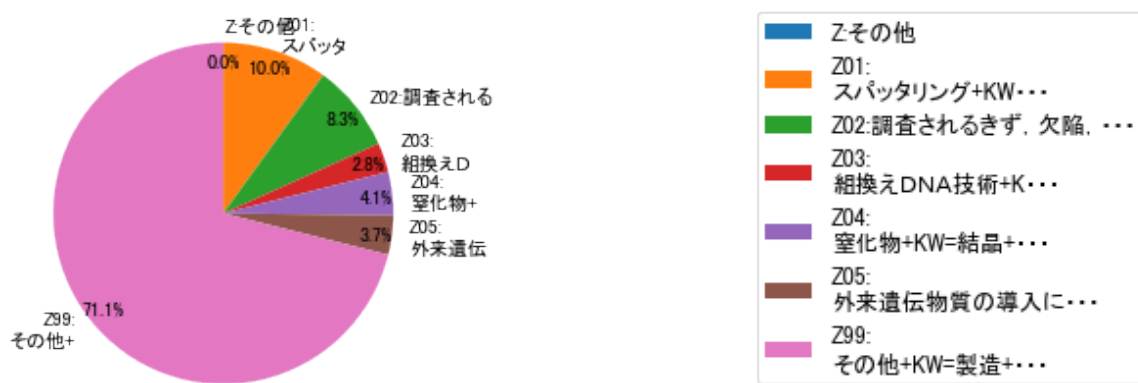 Z:その他
0.0%
Z01:
スパッタ
10.0%
Z02:調査される
8.3%
Z03:
組換えD
2.8%
Z04:
窒化物+
4.1%
Z05:
外来遺伝
3.7%
Z99:
その他+
71.1%
Z:その他
Z01:
スパッタリング+KW・・・
Z02:調査されるきず，欠陥，・・・
Z03:
組換えDNA技術+K・・・
Z04:
窒化物+KW=結晶+・・・
Z05:
外来遺伝物質の導入に・・・
Z99:
その他+KW=製造+・・・